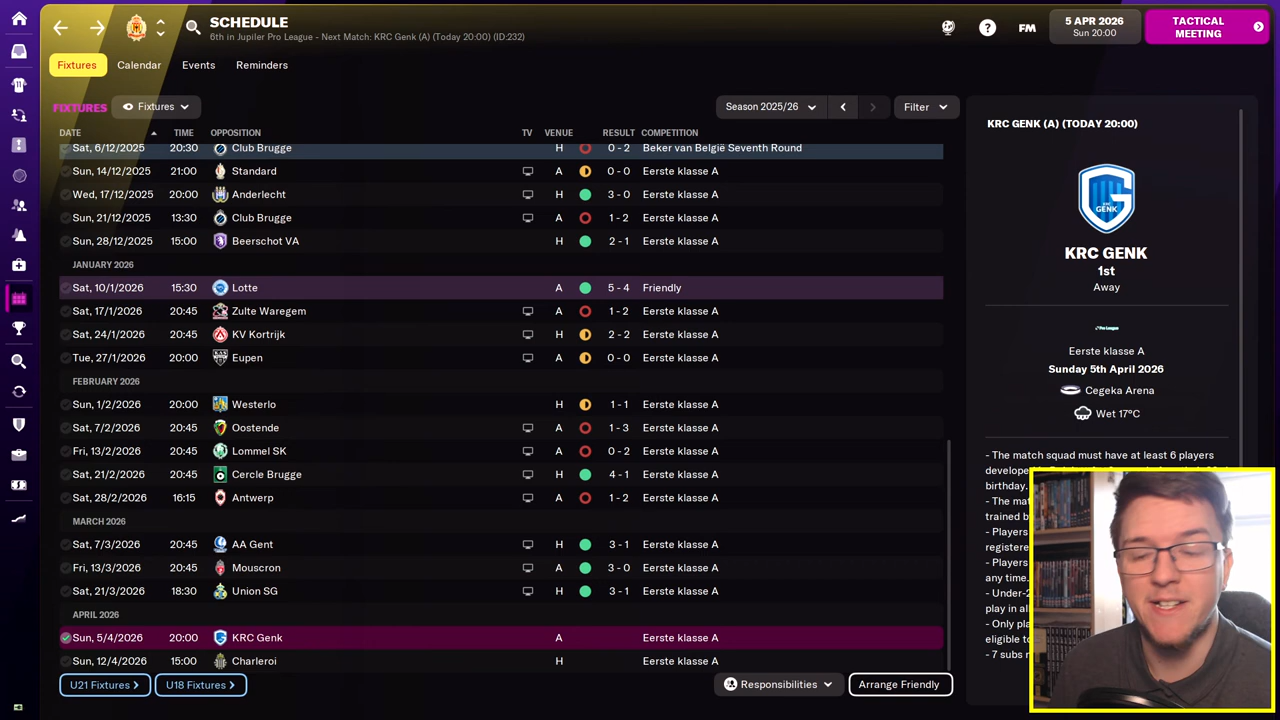 SCHEDULE
6th in Jupiler Pro League - Next Match: KRC Genk (A) (Today 20:00) (ID:232)
FM
5 APR 2026
Sun 20:00
TACTICAL
MEETING
Fixtures Calendar Events Reminders
FIXTURES Fixtures Season 2025/26 Filter
DATE TIME OPPOSITION TV VENUE RESULT COMPETITION
Sat, 6/12/2025 20:30 Club Brugge H 0 - 2 Beker van België Seventh Round
Sun, 14/12/2025 21:00 Standard A 0 - 0 Eerste klasse A
Wed, 17/12/2025 20:00 Anderlecht H 3 - 0 Eerste klasse A
Sun, 21/12/2025 13:30 Club Brugge A 1 - 2 Eerste klasse A
Sun, 28/12/2025 15:00 Beerschot VA H 2 - 1 Eerste klasse A
JANUARY 2026
Sat, 10/1/2026 15:30 Lotte A 5 - 4 Friendly
Sat, 17/1/2026 20:45 Zulte Waregem A 1 - 2 Eerste klasse A
Sat, 24/1/2026 20:45 KV Kortrijk H 2 - 2 Eerste klasse A
Tue, 27/1/2026 20:00 Eupen A 0 - 0 Eerste klasse A
FEBRUARY 2026
Sun, 1/2/2026 20:00 Westerlo H 1 - 1 Eerste klasse A
Sat, 7/2/2026 20:45 Oostende A 1 - 3 Eerste klasse A
Fri, 13/2/2026 20:45 Lommel SK A 0 - 2 Eerste klasse A
Sat, 21/2/2026 20:45 Cercle Brugge H 4 - 1 Eerste klasse A
Sat, 28/2/2026 16:15 Antwerp A 1 - 2 Eerste klasse A
MARCH 2026
Sat, 7/3/2026 20:45 AA Gent H 3 - 1 Eerste klasse A
Fri, 13/3/2026 20:45 Mouscron A 3 - 0 Eerste klasse A
Sat, 21/3/2026 18:30 Union SG H 3 - 1 Eerste klasse A
APRIL 2026
Sun, 5/4/2026 20:00 KRC Genk A Eerste klasse A
Sun, 12/4/2026 15:00 Charleroi H Eerste klasse A
U21 Fixtures U18 Fixtures Responsibilities Arrange Friendly
KRC GENK (A) (TODAY 20:00)
KRC
GENK
KRC GENK
1st
Away
Pro League
Eerste klasse A
Sunday 5th April 2026
Cegeka Arena
Wet 17°C
- The match squad must have at least 6 players
birthday.
- The
trained
- Players
any time.
- Under-2
play in
- Only
eligible
- 7 subs